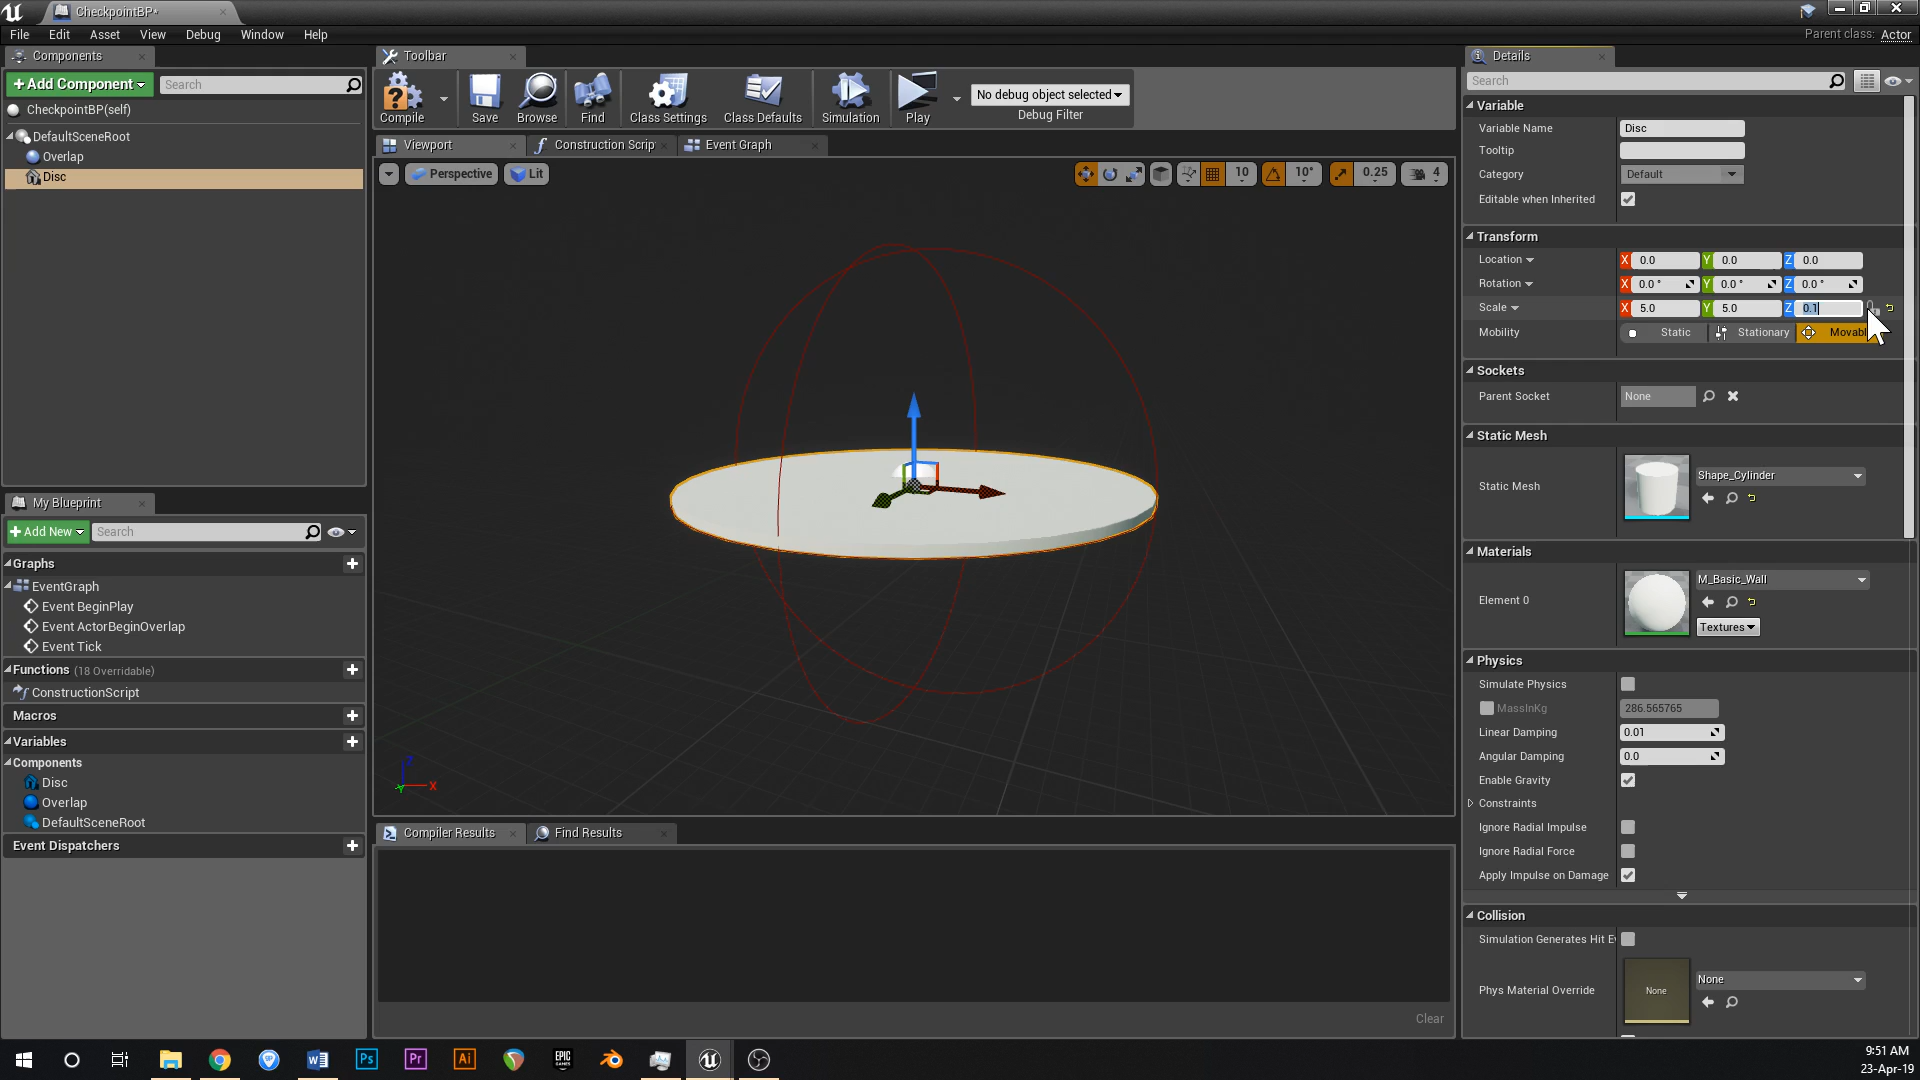 CheckpointBP*
File Edit Asset View Debug Window Help
Parent class: Actor
Components
+ Add Component
Search
CheckpointBP(self)
DefaultSceneRoot
Overlap
Disc
Toolbar
Compile
Save
Browse
Find
Class Settings
Class Defaults
Simulation
Play
No debug object selected
Debug Filter
Viewport
Construction Scrip
Event Graph
Perspective
Lit
10
10°
0.25
4
Z
X
Y
My Blueprint
+ Add New
Search
Graphs
EventGraph
Event BeginPlay
Event ActorBeginOverlap
Event Tick
Functions (18 Overridable)
ConstructionScript
Macros
Variables
Components
Disc
Overlap
DefaultSceneRoot
Event Dispatchers
Compiler Results
Find Results
Clear
Details
Search
Variable
Variable Name Disc
Tooltip
Category Default
Editable when Inherited
Transform
Location X 0.0 Y 0.0 Z 0.0
Rotation X 0.0 ° Y 0.0 ° Z 0.0 °
Scale X 5.0 Y 5.0 Z 0.1
Mobility Static Stationary Movabl
Sockets
Parent Socket None
Static Mesh
Static Mesh Shape_Cylinder
Materials
Element 0 M_Basic_Wall
Textures
Physics
Simulate Physics
MassInKg 286.565765
Linear Damping 0.01
Angular Damping 0.0
Enable Gravity
Constraints
Ignore Radial Impulse
Ignore Radial Force
Apply Impulse on Damage
Collision
Simulation Generates Hit E
Phys Material Override None None
Ps
Pr
Ai
EPIC GAMES
9:51 AM
23-Apr-19